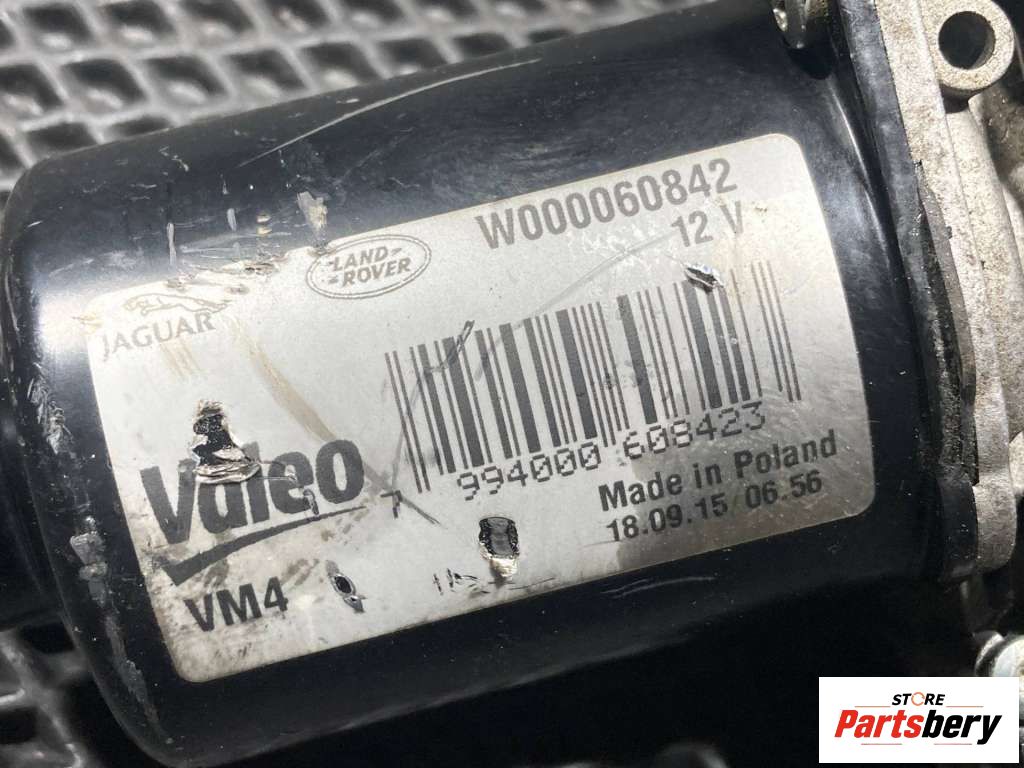 W000060842
12 V
LAND-
-ROVER
JAGUAR
7 994000 608423
Valeo
Made in Poland
18.09.15 06.56
VM4
STORE
Partsbery